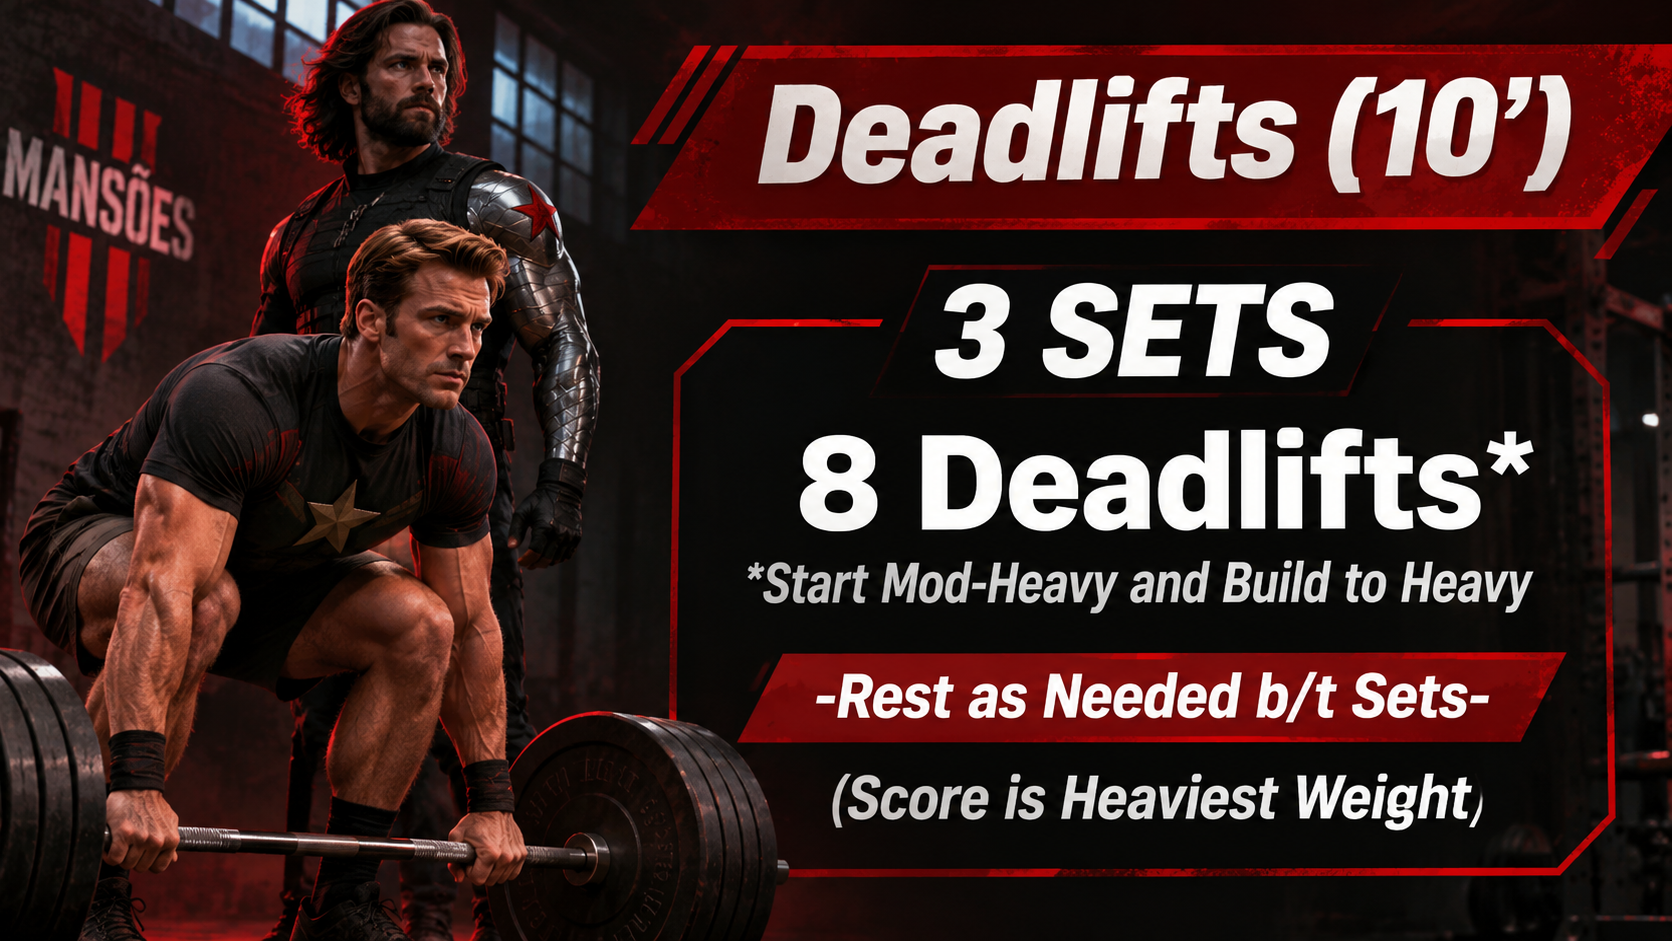 MANSÕES
Deadlifts (10’)
3 SETS
8 Deadlifts*
*Start Mod-Heavy and Build to Heavy
-Rest as Needed b/t Sets-
(Score is Heaviest Weight)